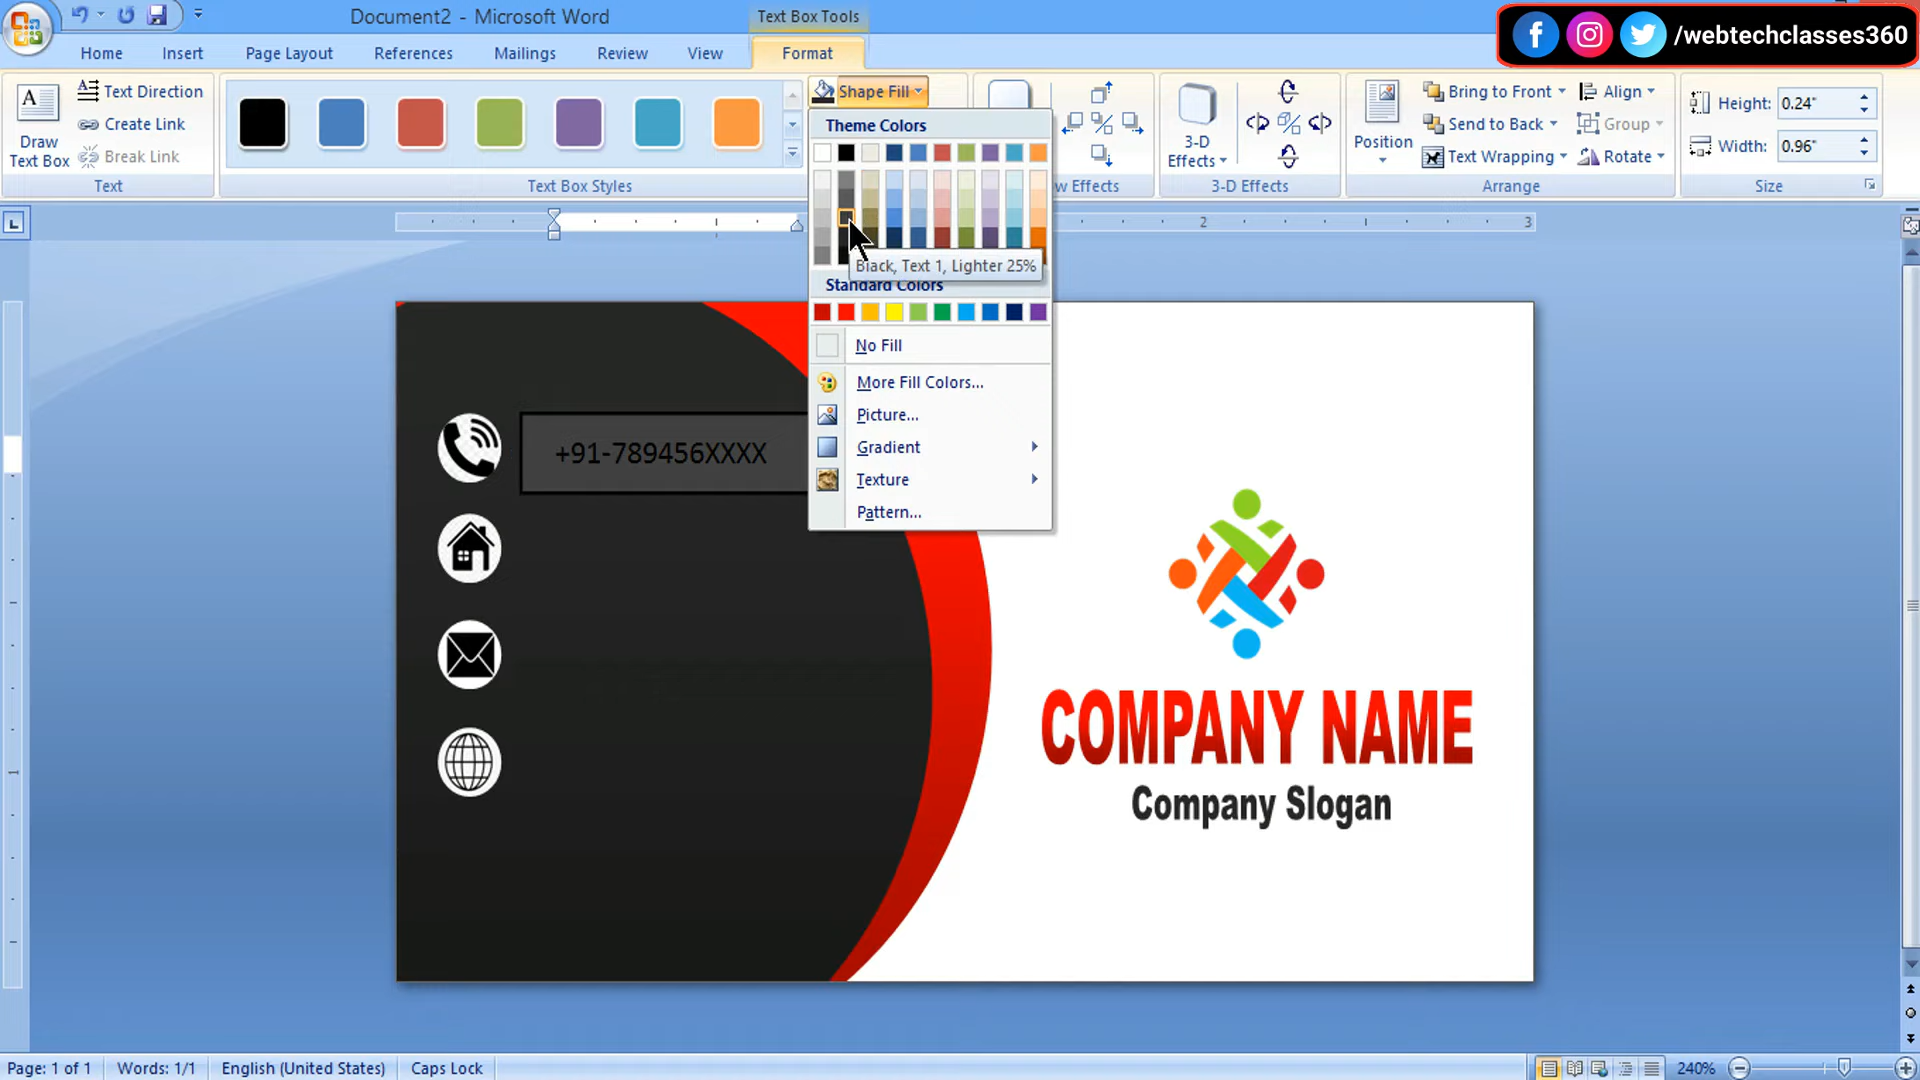 Document2 - Microsoft Word
Text Box Tools
/webtechclasses360
Home
Insert
Page Layout
References
Mailings
Review
View
Format
Draw
Text Box
Text Direction
Create Link
Break Link
Text
Text Box Styles
Shape Fill
Theme Colors
Black, Text 1, Lighter 25%
Standard Colors
No Fill
More Fill Colors...
Picture...
Gradient
Texture
Pattern...
w Effects
3-D
Effects
3-D Effects
Position
Bring to Front
Send to Back
Text Wrapping
Align
Group
Rotate
Arrange
Height: 0.24"
Width: 0.96"
Size
2
3
1
+91-789456XXXX
COMPANY NAME
Company Slogan
Page: 1 of 1
Words: 1/1
English (United States)
Caps Lock
240%